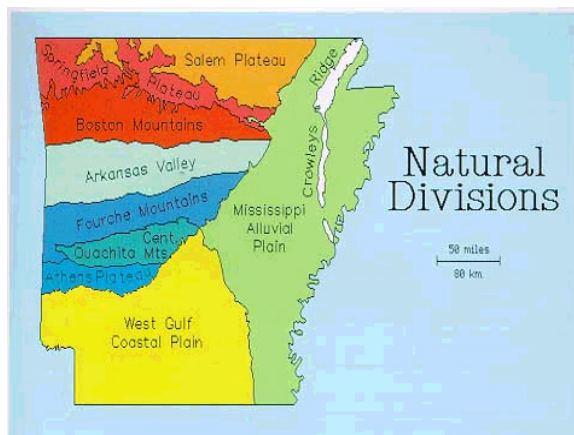 Salem Plateau
Springfield
Plateau
Boston Mountains
Arkansas Valley
Fourche Mountains
Cent.
Ouachita Mts.
Athens Plateau
West Gulf
Coastal Plain
Mississippi
Alluvial
Plain
Crowleys
Ridge
Natural
Divisions
50 miles
80 km.